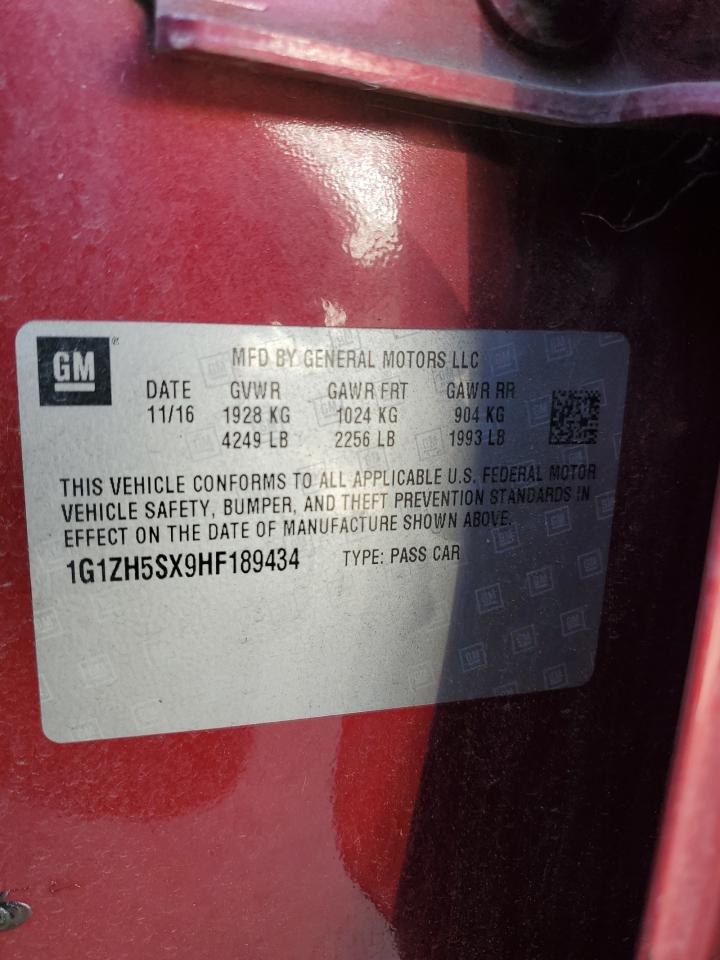 GM ®
MFD BY GENERAL MOTORS LLC
DATE GVWR GAWR FRT GAWR RR
11/16 1928 KG 1024 KG 904 KG
4249 LB 2256 LB 1993 LB
THIS VEHICLE CONFORMS TO ALL APPLICABLE U.S. FEDERAL MOTOR
VEHICLE SAFETY, BUMPER, AND THEFT PREVENTION STANDARDS IN
EFFECT ON THE DATE OF MANUFACTURE SHOWN ABOVE.
1G1ZH5SX9HF189434 TYPE: PASS CAR